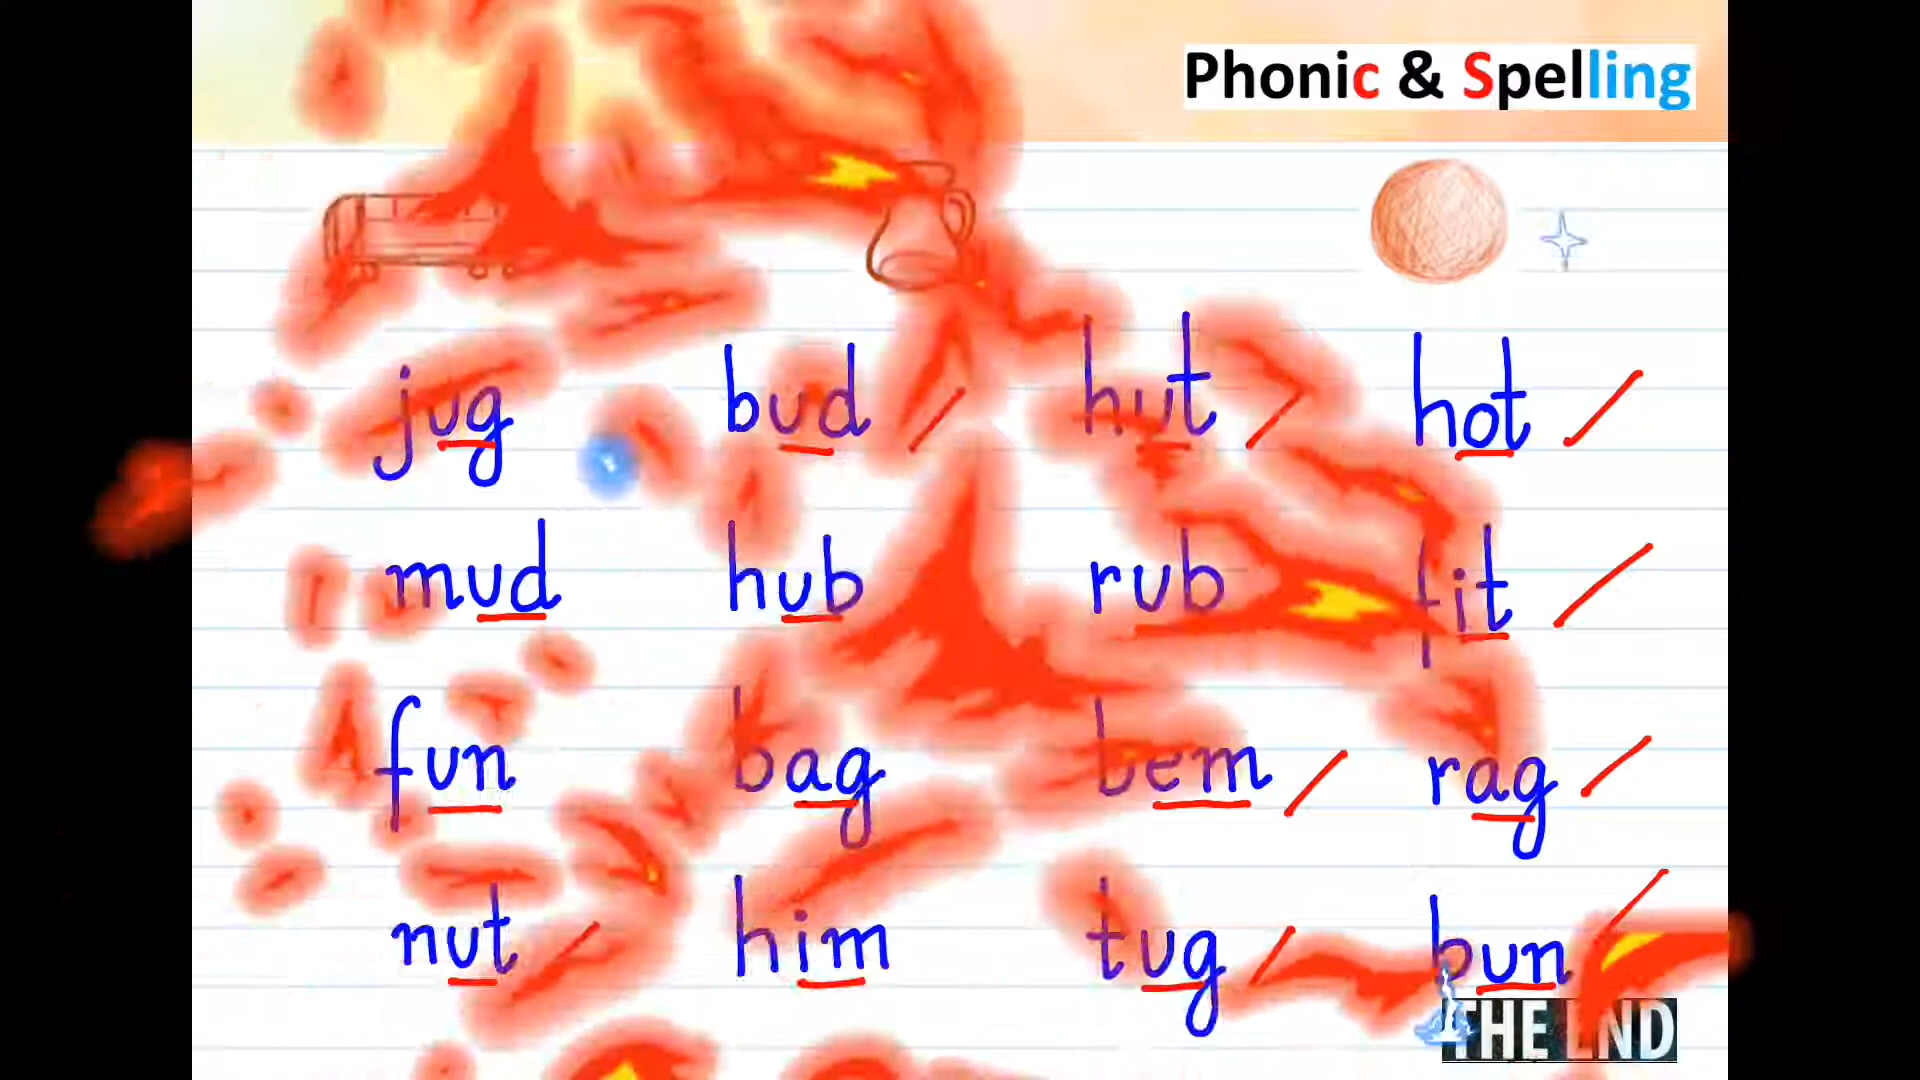 Phonic & Spelling
jug bud hut hot
mud hub rub fit
fun bag bem rag
nut him tug bun
THE END